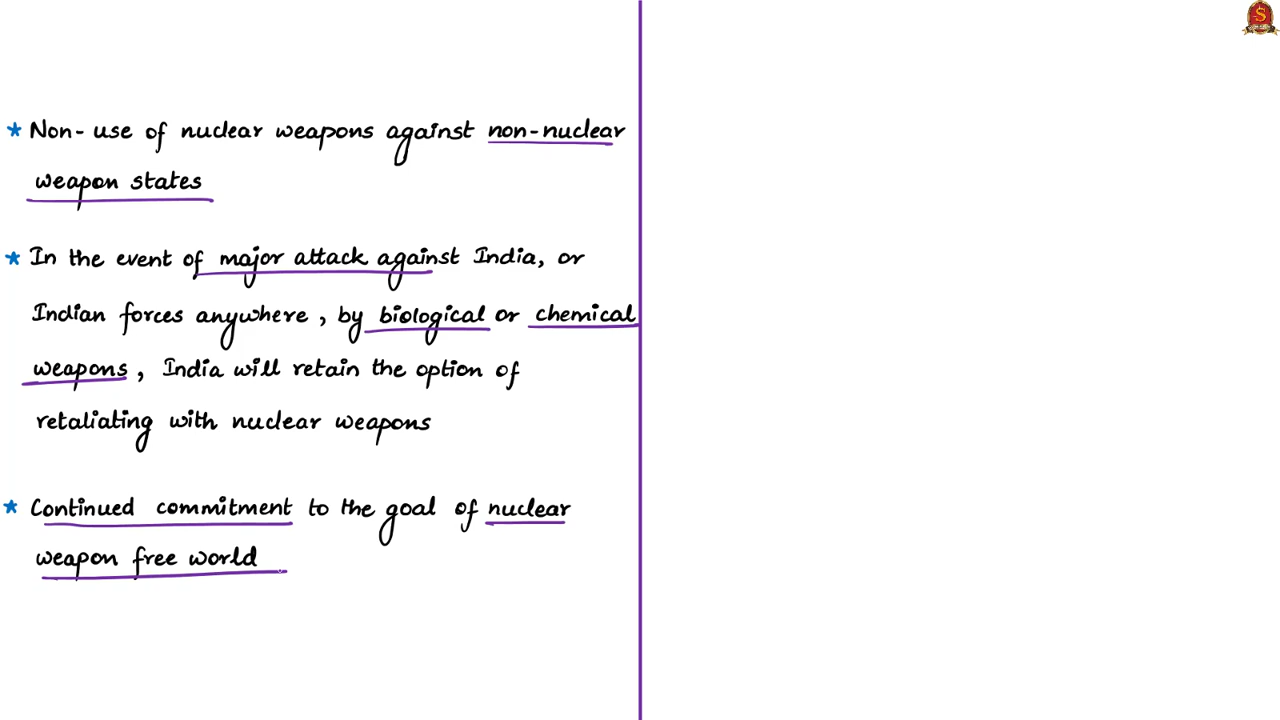 * Non-use of nuclear weapons against non-nuclear
weapon states
* In the event of major attack against India, or
Indian forces anywhere, by biological or chemical
weapons, India will retain the option of
retaliating with nuclear weapons
* Continued commitment to the goal of nuclear
weapon free world